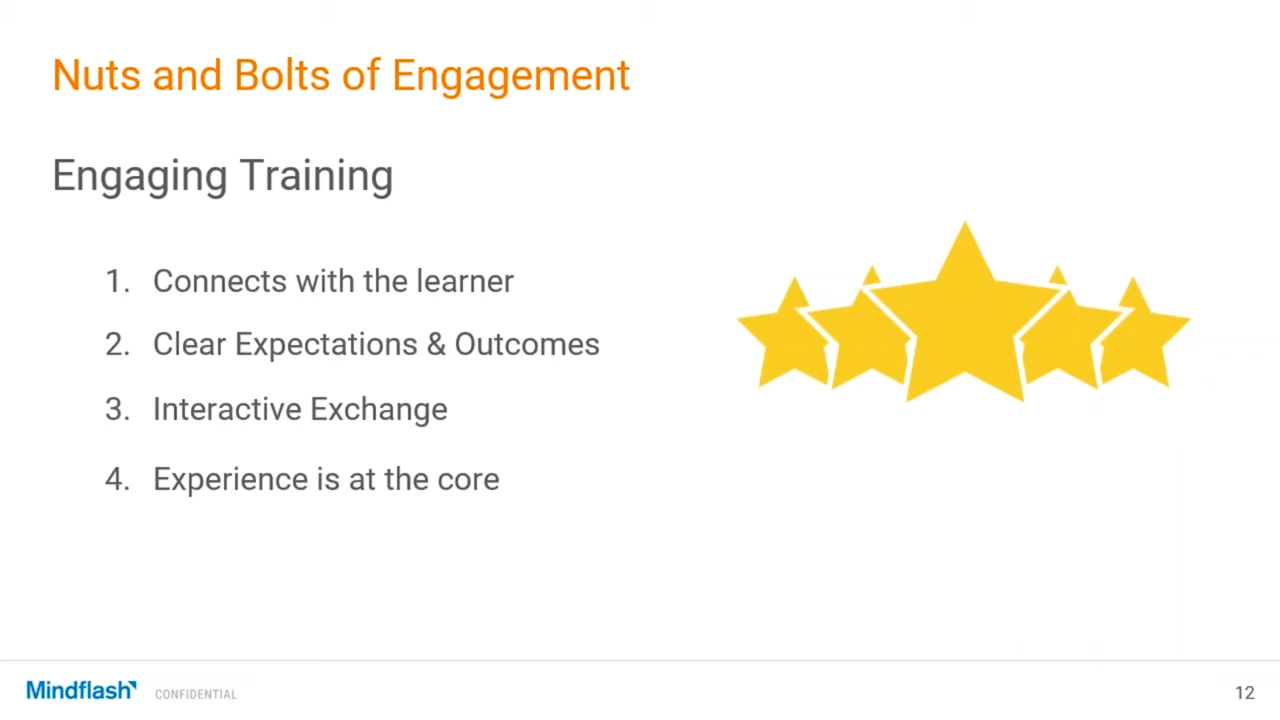 Nuts and Bolts of Engagement
Engaging Training
1. Connects with the learner
2. Clear Expectations & Outcomes
3. Interactive Exchange
4. Experience is at the core
Mindflash CONFIDENTIAL 12